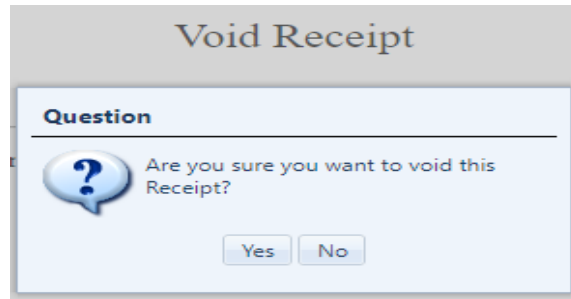 Void Receipt
Question
Are you sure you want to void this
Receipt?
Yes No